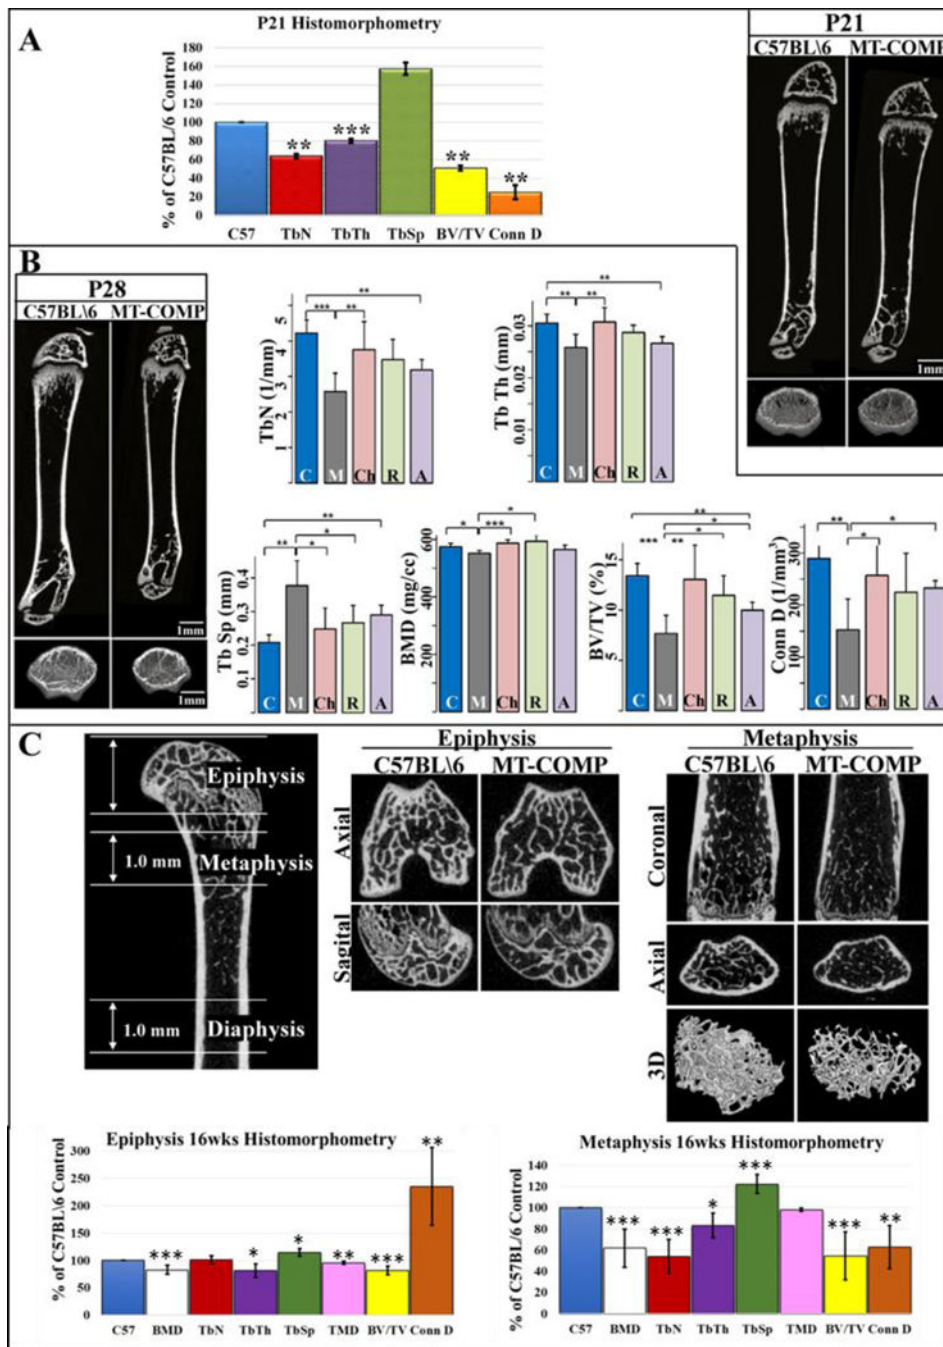 A
P21 Histomorphometry
% of C57BL/6 Control
180
160
140
120
100
80
60
40
20
0
**
***
**
**
C57 TbN TbTh TbSp BV/TV Conn D
P21
C57BL\6 MT-COMP
1mm
B
P28
C57BL\6 MT-COMP
1mm
1mm
TbN (1/mm)
5
4
3
2
1
**
*** **
C M Ch R A
Tb Th (mm)
0.03
0.02
0.01
**
** **
C M Ch R A
Tb Sp (mm)
0.4
0.3
0.2
0.1
**
*
** *
C M Ch R A
BMD (mg/cc)
600
400
200
*
* ***
C M Ch R A
BV/TV (%)
15
10
5
**
*
*
*** **
C M Ch R A
Conn D (1/mm³)
300
200
100
** *
*
C M Ch R A
C
Epiphysis
1.0 mm
Metaphysis
1.0 mm
Diaphysis
Epiphysis
C57BL\6 MT-COMP
Axial
Sagital
Metaphysis
C57BL\6 MT-COMP
Coronal
Axial
3D
Epiphysis 16wks Histomorphometry
% of C57BL\6 Control
300
250
200
150
100
50
0
*** * * ** *** **
C57 BMD TbN TbTh TbSp TMD BV/TV Conn D
Metaphysis 16wks Histomorphometry
% of C57BL/6 Control
140
120
100
80
60
40
20
0
*** *** * *** *** **
C57 BMD TbN TbTh TbSp TMD BV/TV Conn D